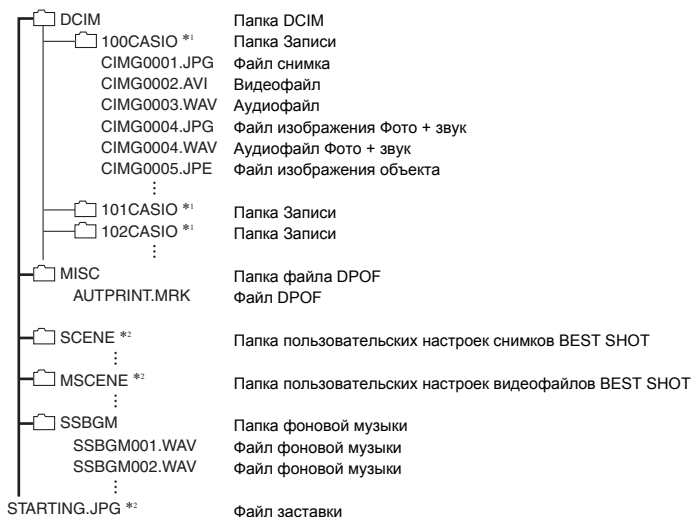 DCIM Папка DCIM
100CASIO *1 Папка Записи
CIMG0001.JPG Файл снимка
CIMG0002.AVI Видеофайл
CIMG0003.WAV Аудиофайл
CIMG0004.JPG Файл изображения Фото + звук
CIMG0004.WAV Аудиофайл Фото + звук
CIMG0005.JPE Файл изображения объекта
101CASIO *1 Папка Записи
102CASIO *1 Папка Записи
MISC Папка файла DPOF
AUTPRINT.MRK Файл DPOF
SCENE *2 Папка пользовательских настроек снимков BEST SHOT
MSCENE *2 Папка пользовательских настроек видеофайлов BEST SHOT
SSBGM Папка фоновой музыки
SSBGM001.WAV Файл фоновой музыки
SSBGM002.WAV Файл фоновой музыки
STARTING.JPG *2 Файл заставки